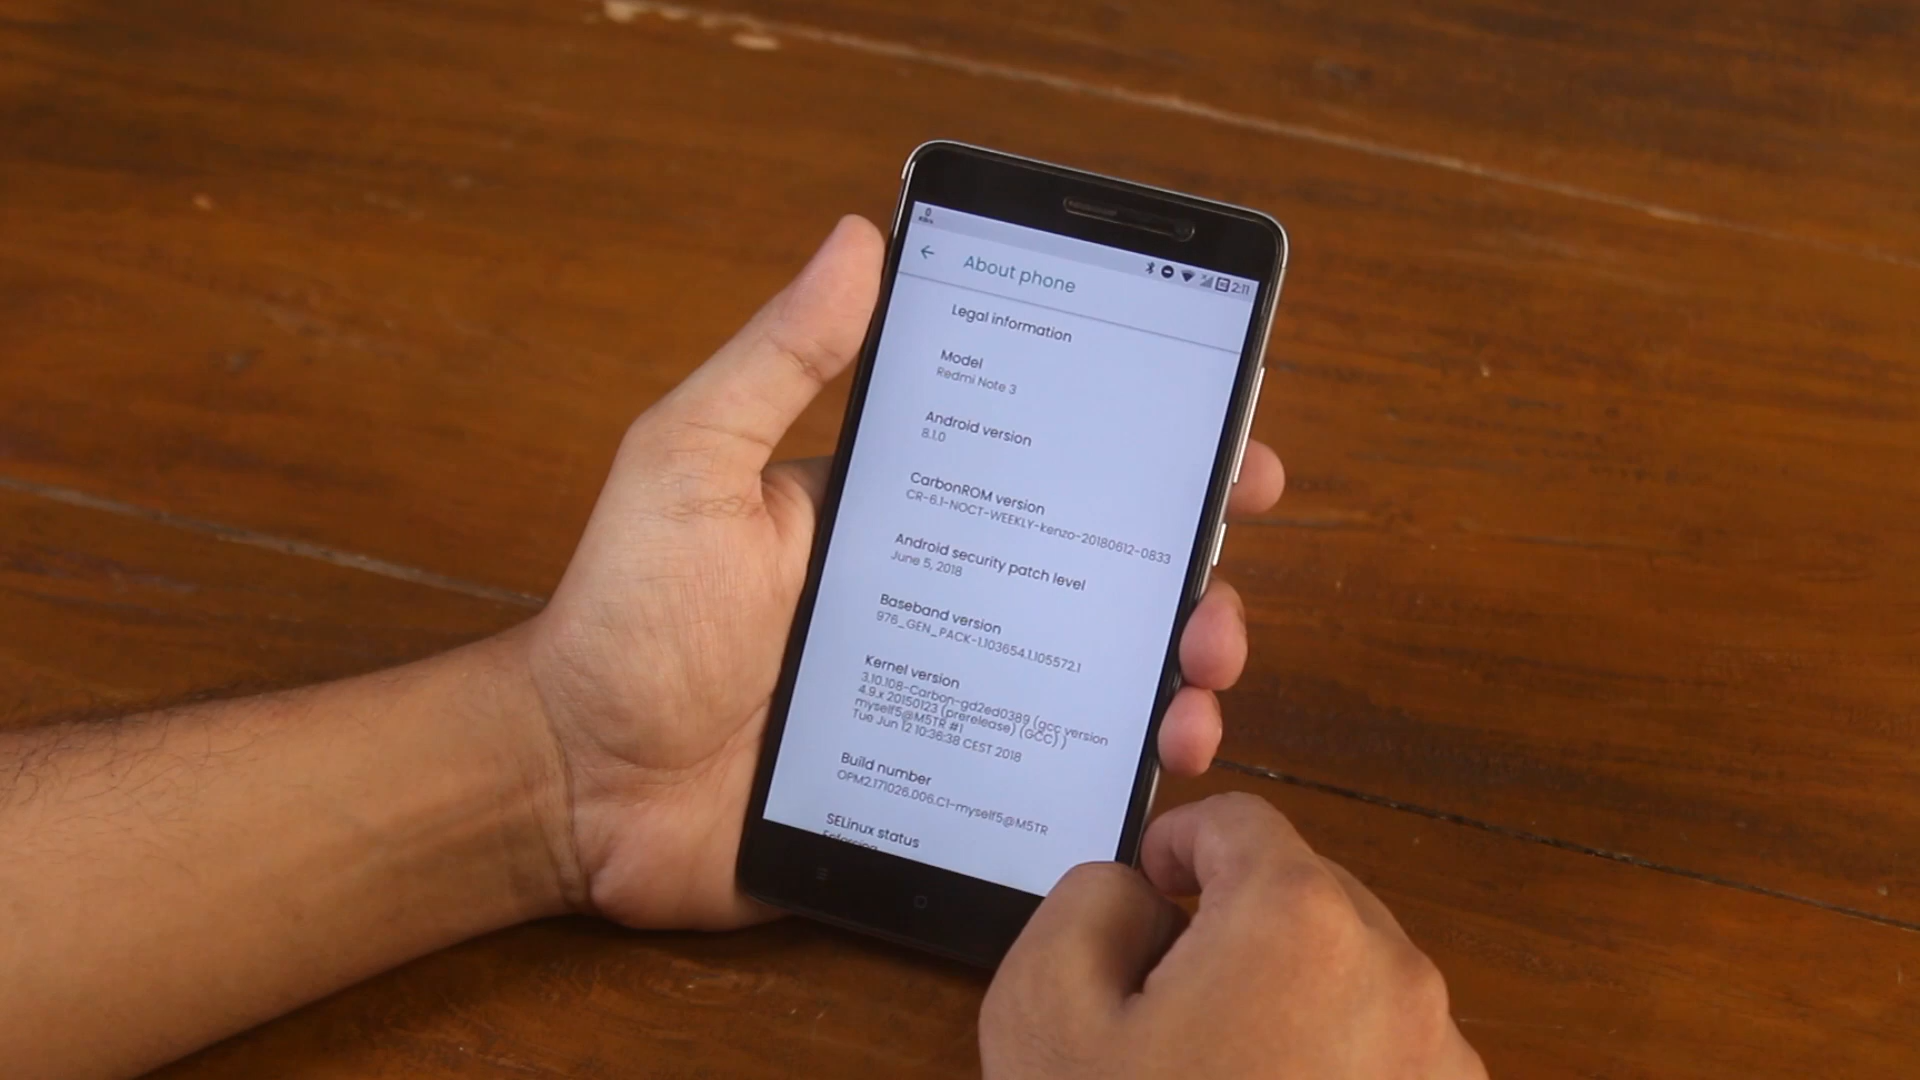 0
KB/s
2:11
About phone
Legal information
Model
Redmi Note 3
Android version
8.1.0
CarbonROM version
CR-6.1-NOCT-WEEKLY-kenzo-20180612-0833
Android security patch level
June 5, 2018
Baseband version
976_GEN_PACK-1.103654.1.105572.1
Kernel version
3.10.108-Carbon-gd2ed0389 (gcc version
4.9.x 20150123 (prerelease) (GCC) )
myself5@M5TR #1
Tue Jun 12 10:36:38 CEST 2018
Build number
OPM2.171026.006.C1-myself5@M5TR
SELinux status
Enforcing